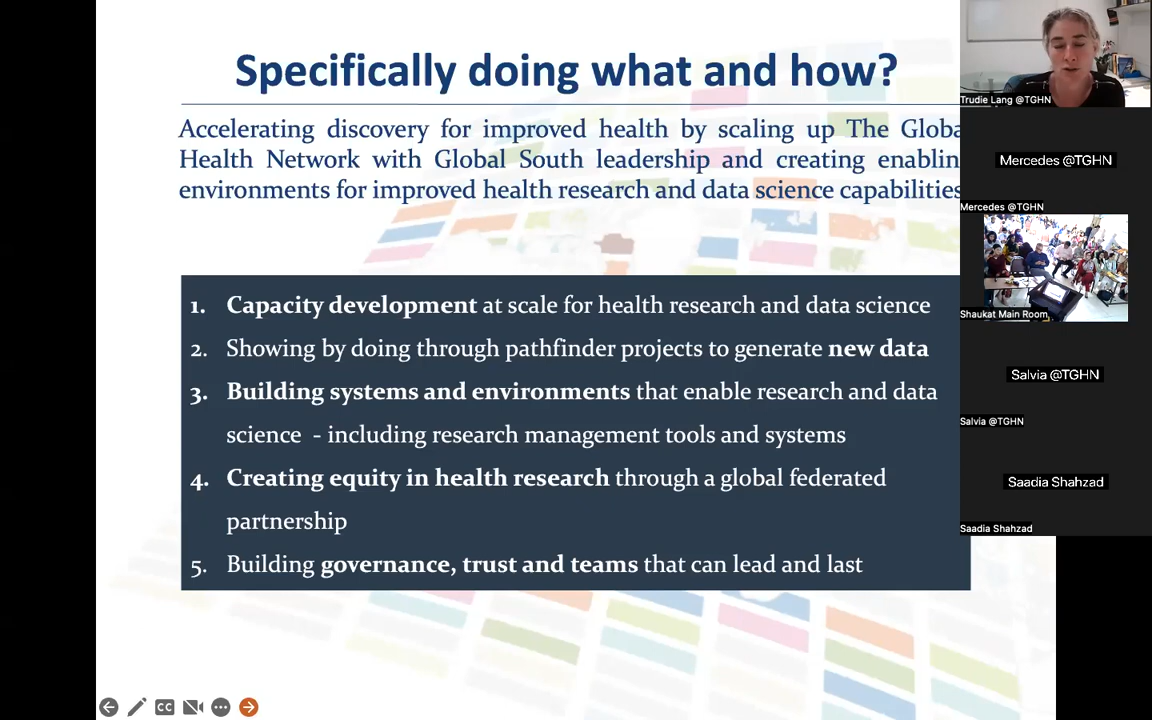 Specifically doing what and how?
Accelerating discovery for improved health by scaling up The Globa
Health Network with Global South leadership and creating enablin
environments for improved health research and data science capabilities
1. Capacity development at scale for health research and data science
2. Showing by doing through pathfinder projects to generate new data
3. Building systems and environments that enable research and data
science - including research management tools and systems
4. Creating equity in health research through a global federated
partnership
5. Building governance, trust and teams that can lead and last
Trudie Lang @TGHN
Mercedes @TGHN
Mercedes @TGHN
Shaukat Main Room
Salvia @TGHN
Salvia @TGHN
Saadia Shahzad
Saadia Shahzad
CC